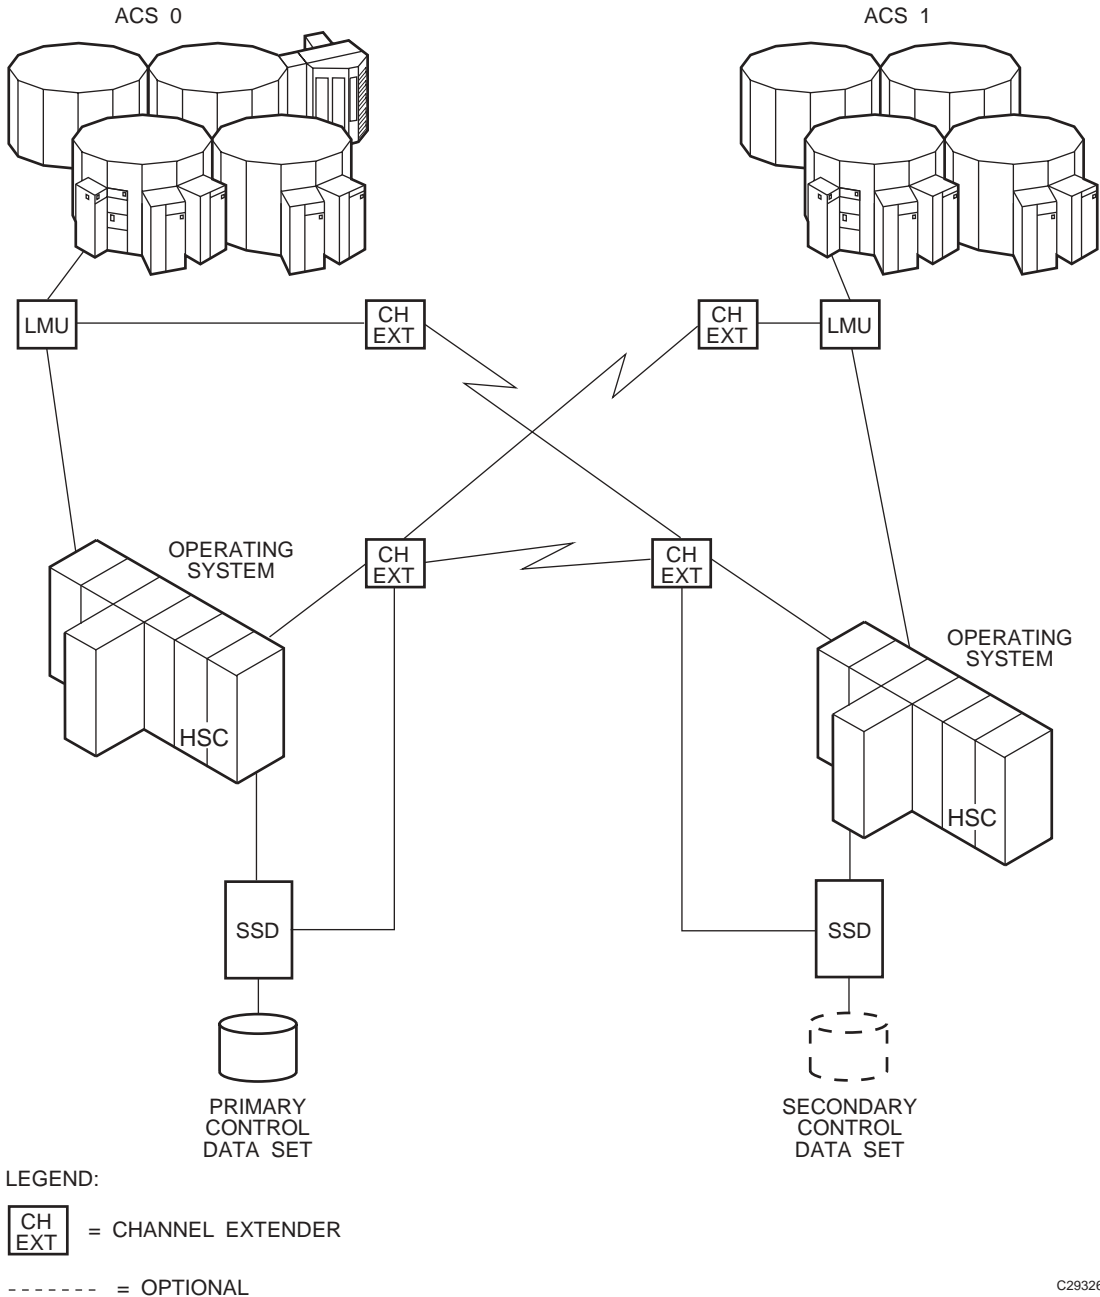 ACS 0
ACS 1
LMU
CH
EXT
CH
EXT
LMU
OPERATING
SYSTEM
CH
EXT
CH
EXT
OPERATING
SYSTEM
HSC
HSC
SSD
SSD
PRIMARY
CONTROL
DATA SET
SECONDARY
CONTROL
DATA SET
LEGEND:
CH
EXT
= CHANNEL EXTENDER
= OPTIONAL
C29326